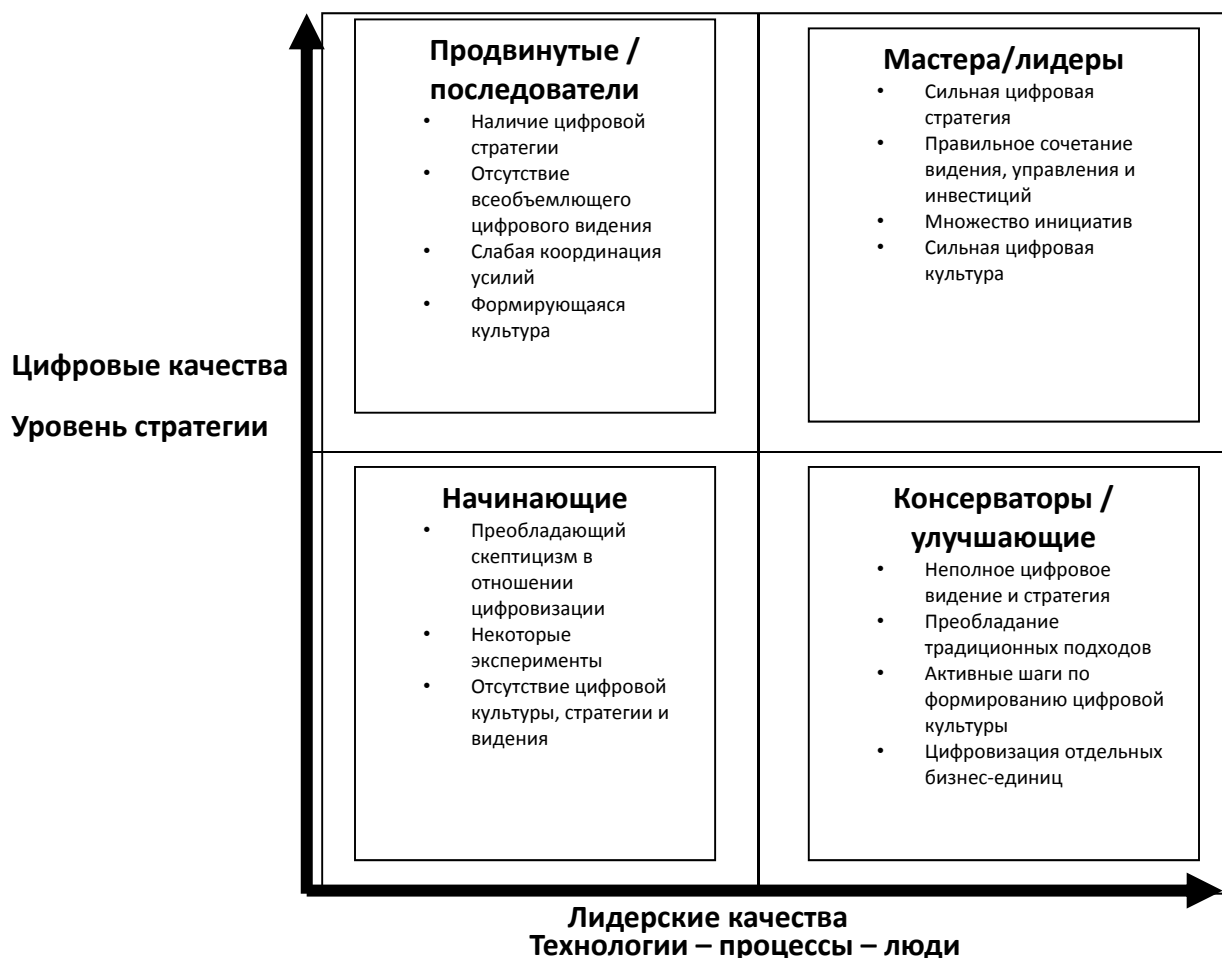 Продвинутые /
последователи
• Наличие цифровой
стратегии
• Отсутствие
всеобъемлющего
цифрового видения
• Слабая координация
усилий
• Формирующаяся
культура
Мастера/лидеры
• Сильная цифровая
стратегия
• Правильное сочетание
видения, управления и
инвестиций
• Множество инициатив
• Сильная цифровая
культура
Цифровые качества
Уровень стратегии
Начинающие
• Преобладающий
скептицизм в
отношении
цифровизации
• Некоторые
эксперименты
• Отсутствие цифровой
культуры, стратегии и
видения
Консерваторы /
улучшающие
• Неполное цифровое
видение и стратегия
• Преобладание
традиционных подходов
• Активные шаги по
формированию цифровой
культуры
• Цифровизация отдельных
бизнес-единиц
Лидерские качества
Технологии – процессы – люди